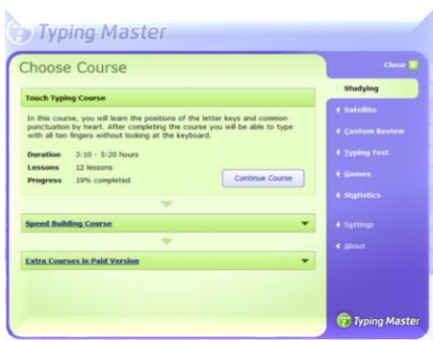 Typing Master
Choose Course
Close
Touch Typing Course
In this course, you will learn the positions of the letter keys and common
punctuation by heart. After completing the course you will be able to type
with all ten fingers without looking at the keyboard.
Duration 3:10 - 5:20 hours
Lessons 12 lessons
Progress 19% completed
Continue Course
Speed Building Course
Extra Courses in Paid Version
Studying
Satellite
Custom Review
Typing Test
Games
Statistics
Settings
About
Typing Master